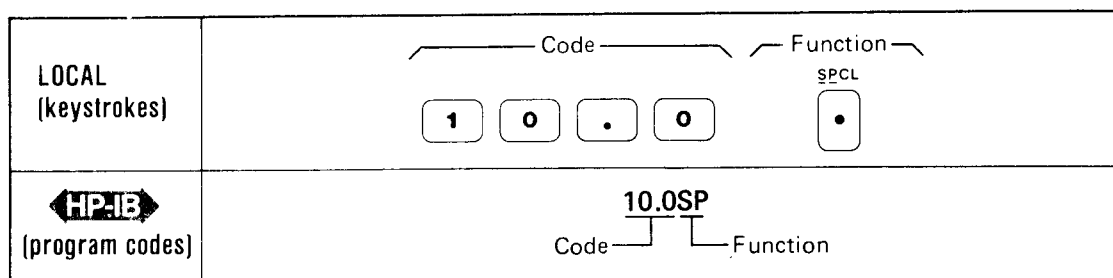 LOCAL
(keystrokes)
Code
Function
SPCL
1 0 . 0
HP-IB
(program codes)
10.0SP
Code
Function